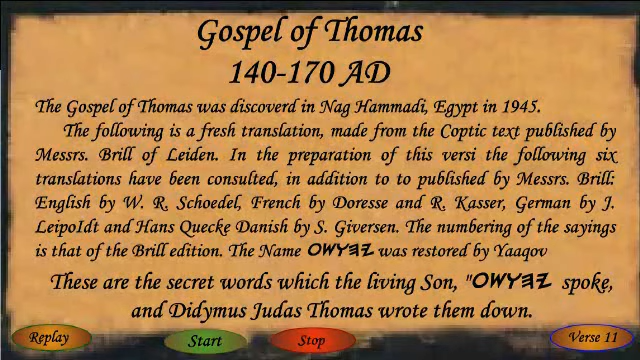 Gospel of Thomas
140-170 AD
The Gospel of Thomas was discoverd in Nag Hammadi, Egypt in 1945.
The following is a fresh translation, made from the Coptic text published by
Messrs. Brill of Leiden. In the preparation of this versi the following six
translations have been consulted, in addition to to published by Messrs. Brill:
English by W. R. Schoedel, French by Doresse and R. Kasser, German by J.
LeipoIdt and Hans Quecke Danish by S. Giversen. The numbering of the sayings
is that of the Brill edition. The Name was restored by Yaaqov
These are the secret words which the living Son, " spoke,
and Didymus Judas Thomas wrote them down.
Replay Start Stop Verse 11